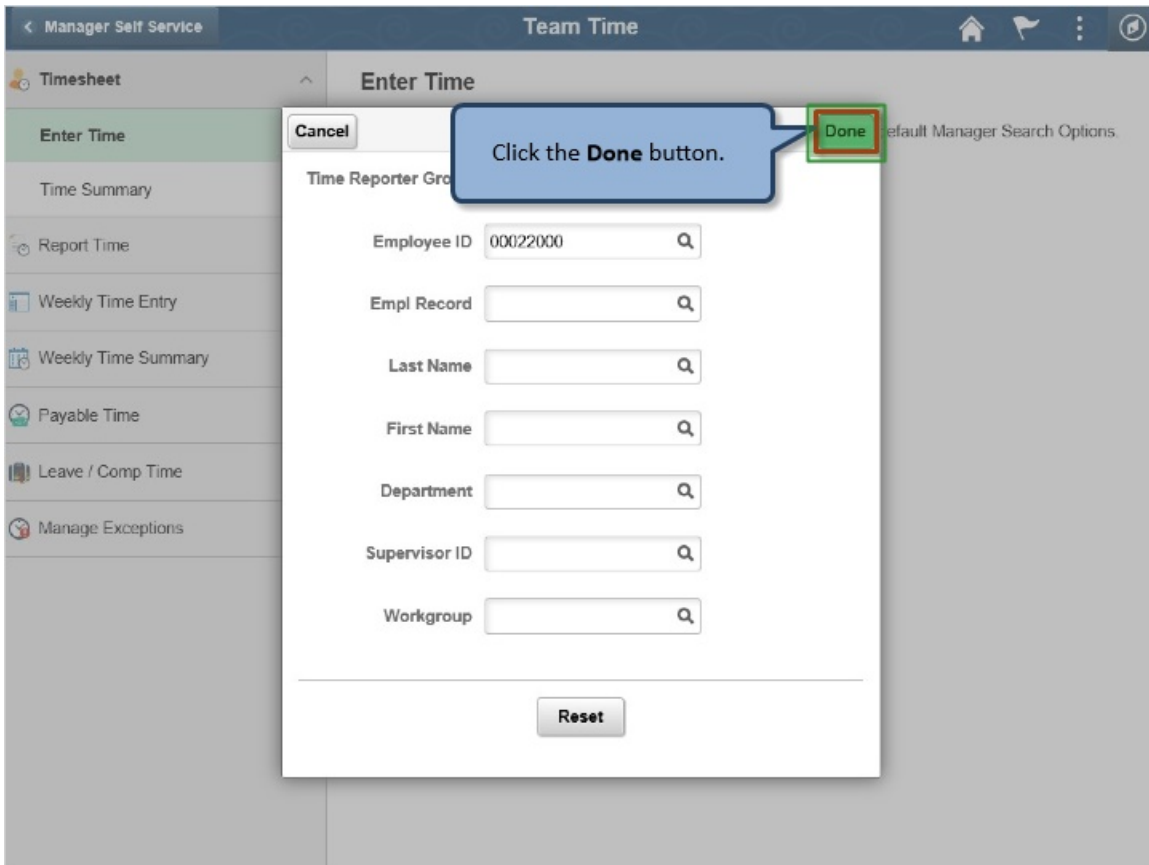 Manager Self Service
Team Time
Timesheet
Enter Time
Time Summary
Report Time
Weekly Time Entry
Weekly Time Summary
Payable Time
Leave / Comp Time
Manage Exceptions
Enter Time
efault Manager Search Options.
Cancel
Click the Done button.
Done
Time Reporter Gro
Employee ID 00022000
Empl Record
Last Name
First Name
Department
Supervisor ID
Workgroup
Reset